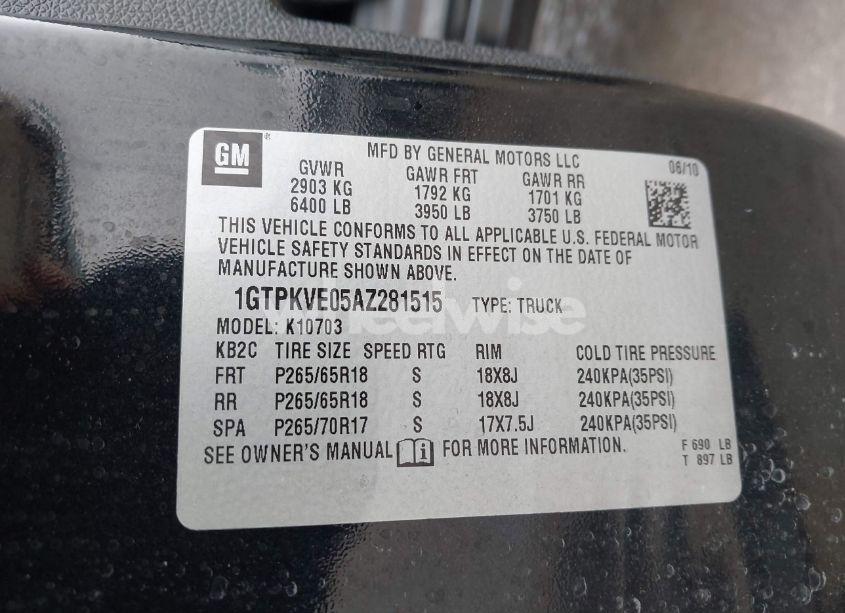 GM®
MFD BY GENERAL MOTORS LLC 06/10
GVWR GAWR FRT GAWR RR
2903 KG 1792 KG 1701 KG
6400 LB 3950 LB 3750 LB
THIS VEHICLE CONFORMS TO ALL APPLICABLE U.S. FEDERAL MOTOR
VEHICLE SAFETY STANDARDS IN EFFECT ON THE DATE OF
MANUFACTURE SHOWN ABOVE.
1GTPKVE05AZ281515 TYPE: TRUCK
wheelwise
MODEL: K10703
KB2C TIRE SIZE SPEED RTG RIM COLD TIRE PRESSURE
FRT P265/65R18 S 18X8J 240KPA(35PSI)
RR P265/65R18 S 18X8J 240KPA(35PSI)
SPA P265/70R17 S 17X7.5J 240KPA(35PSI)
SEE OWNER'S MANUAL i FOR MORE INFORMATION.
F 690 LB
T 897 LB